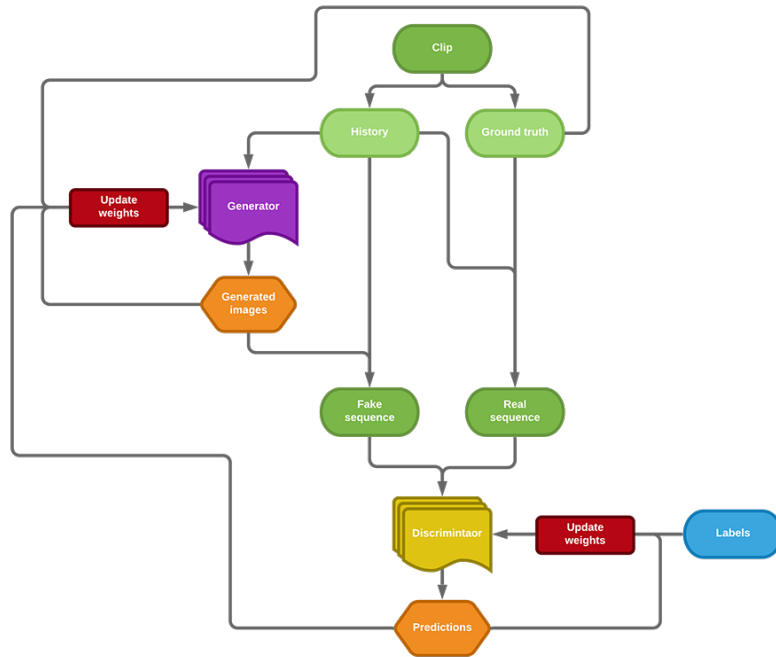 Clip
History
Ground truth
Update
weights
Generator
Generated
images
Fake
sequence
Real
sequence
Discrimintaor
Update
weights
Labels
Predictions